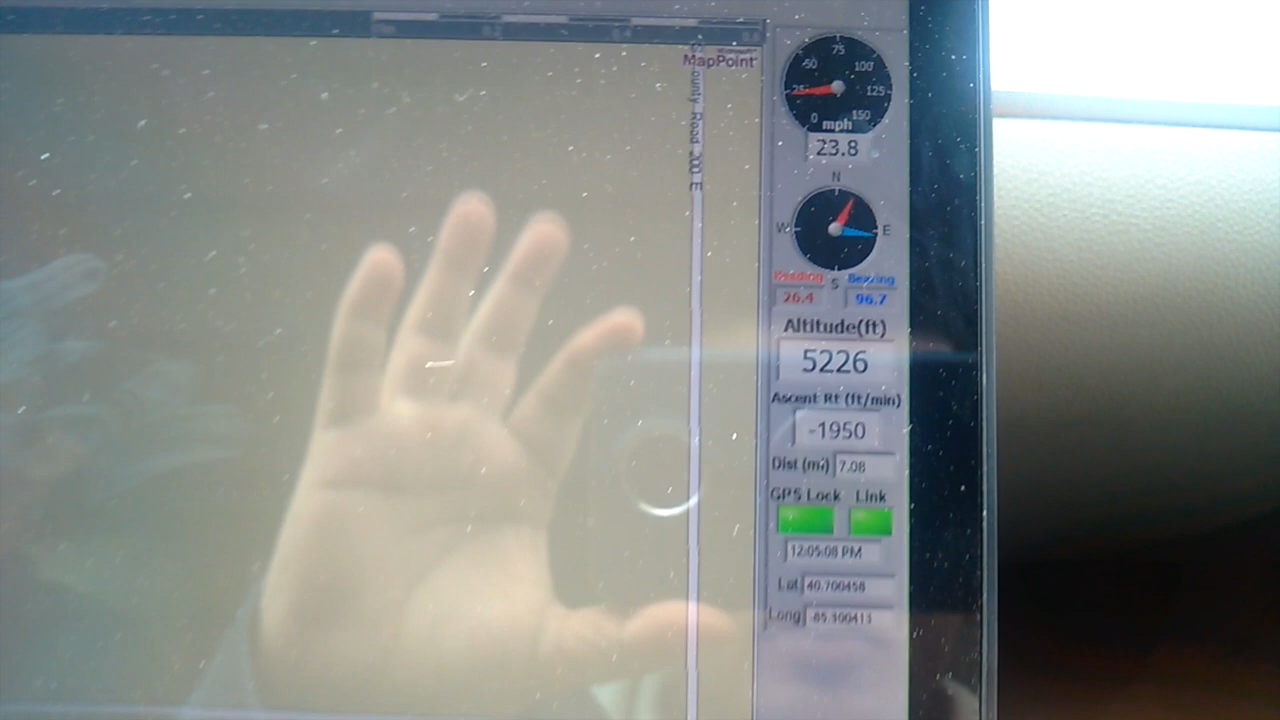 Microsoft
MapPoint
County Road 200 E
75
50
100
25
125
0
150
mph
23.8
N
W
E
S
Heading
Bearing
26.4
96.7
Altitude(ft)
5226
Ascent Rt (ft/min)
-1950
Dist (mi)
7.08
GPS Lock
Link
12:05:08 PM
Lat
40.700458
Long
-85.300413